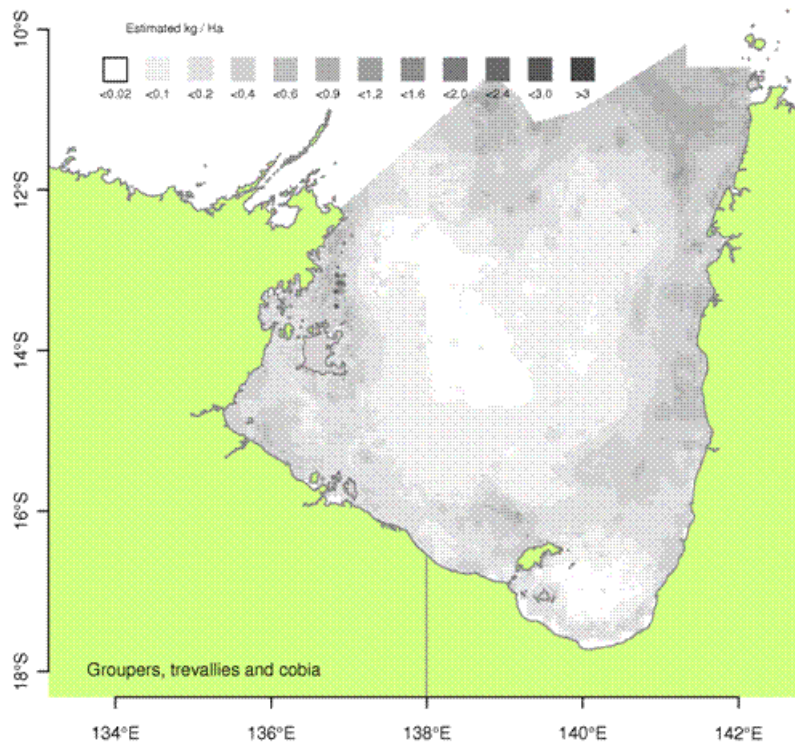 Estimated kg / Ha
<0.02 <0.1 <0.2 <0.4 <0.6 <0.9 <1.2 <1.6 <2.0 <2.4 <3.0 >3
10°S
12°S
14°S
16°S
18°S
Groupers, trevallies and cobia
134°E 136°E 138°E 140°E 142°E